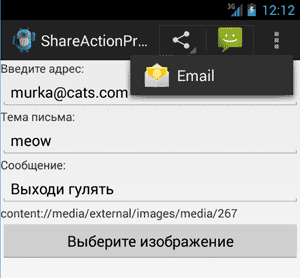 3G 12:12
ShareActionPr...
Email
Введите адрес:
murka@cats.com
Тема письма:
meow
Сообщение:
Выходи гулять
content://media/external/images/media/267
Выберите изображение